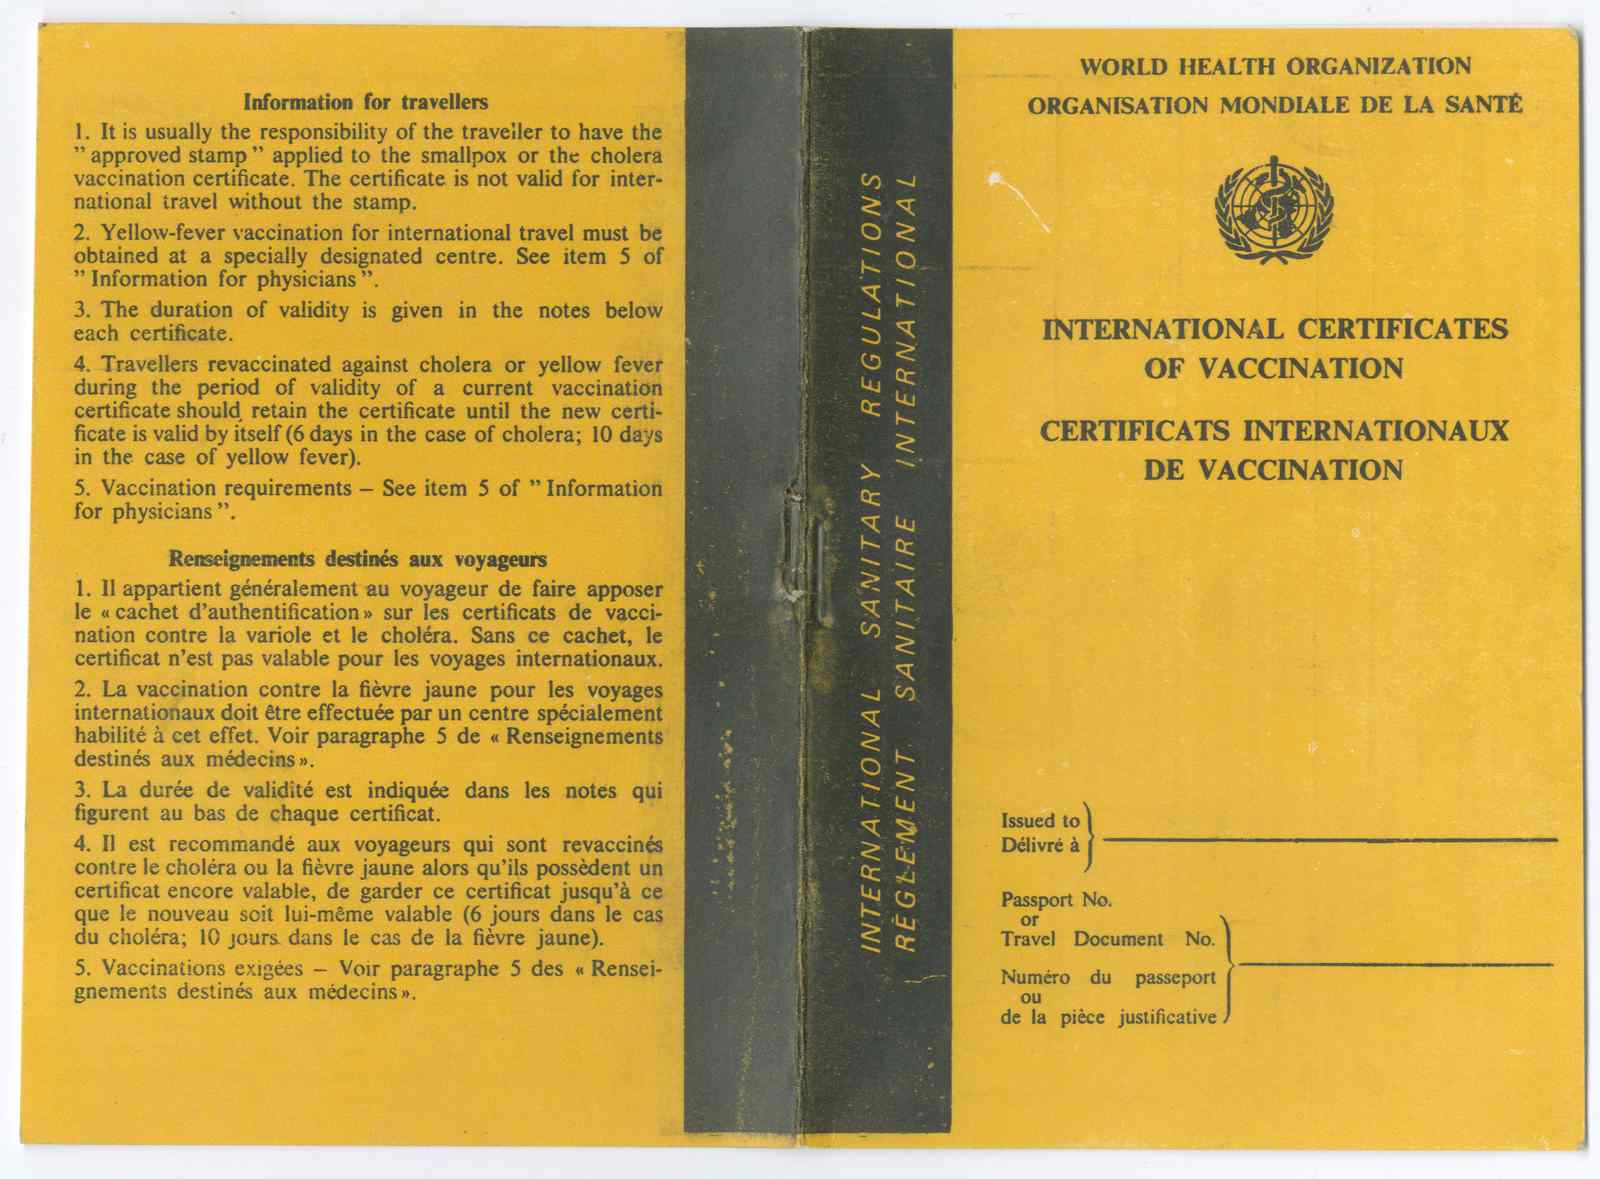 Information for travellers
1. It is usually the responsibility of the traveller to have the
" approved stamp " applied to the smallpox or the cholera
vaccination certificate. The certificate is not valid for inter-
national travel without the stamp.
2. Yellow-fever vaccination for international travel must be
obtained at a specially designated centre. See item 5 of
" Information for physicians ".
3. The duration of validity is given in the notes below
each certificate.
4. Travellers revaccinated against cholera or yellow fever
during the period of validity of a current vaccination
certificate should retain the certificate until the new certi-
ficate is valid by itself (6 days in the case of cholera; 10 days
in the case of yellow fever).
5. Vaccination requirements – See item 5 of " Information
for physicians ".
Renseignements destinés aux voyageurs
1. Il appartient généralement au voyageur de faire apposer
le « cachet d'authentification » sur les certificats de vacci-
nation contre la variole et le choléra. Sans ce cachet, le
certificat n'est pas valable pour les voyages internationaux.
2. La vaccination contre la fièvre jaune pour les voyages
internationaux doit être effectuée par un centre spécialement
habilité à cet effet. Voir paragraphe 5 de « Renseignements
destinés aux médecins ».
3. La durée de validité est indiquée dans les notes qui
figurent au bas de chaque certificat.
4. Il est recommandé aux voyageurs qui sont revaccinés
contre le choléra ou la fièvre jaune alors qu'ils possèdent un
certificat encore valable, de garder ce certificat jusqu'à ce
que le nouveau soit lui-même valable (6 jours dans le cas
du choléra; 10 jours dans le cas de la fièvre jaune).
5. Vaccinations exigées – Voir paragraphe 5 des « Rensei-
gnements destinés aux médecins ».
INTERNATIONAL SANITARY REGULATIONS
RÈGLEMENT SANITAIRE INTERNATIONAL
WORLD HEALTH ORGANIZATION
ORGANISATION MONDIALE DE LA SANTÉ
INTERNATIONAL CERTIFICATES
OF VACCINATION
CERTIFICATS INTERNATIONAUX
DE VACCINATION
Issued to
Délivré à
Passport No.
or
Travel Document No.
Numéro du passeport
ou
de la pièce justificative